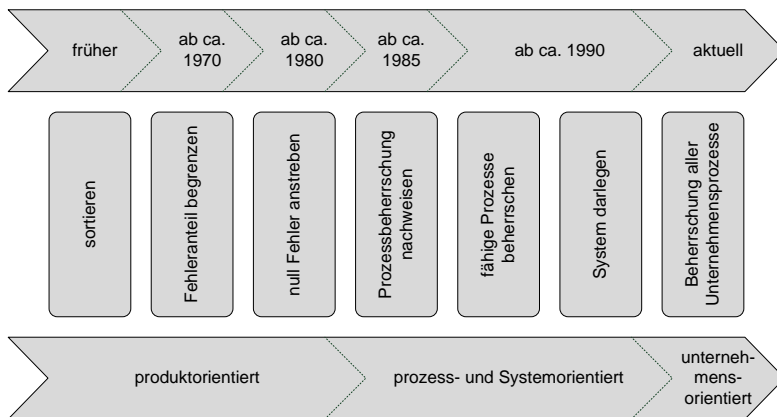 früher
ab ca.
1970
ab ca.
1980
ab ca.
1985
ab ca. 1990
aktuell
sortieren
Fehleranteil begrenzen
null Fehler anstreben
Prozessbeherrschung
nachweisen
fähige Prozesse
beherrschen
System darlegen
Beherrschung aller
Unternehmensprozesse
produktorientiert
prozess- und Systemorientiert
unterneh-
mens-
orientiert